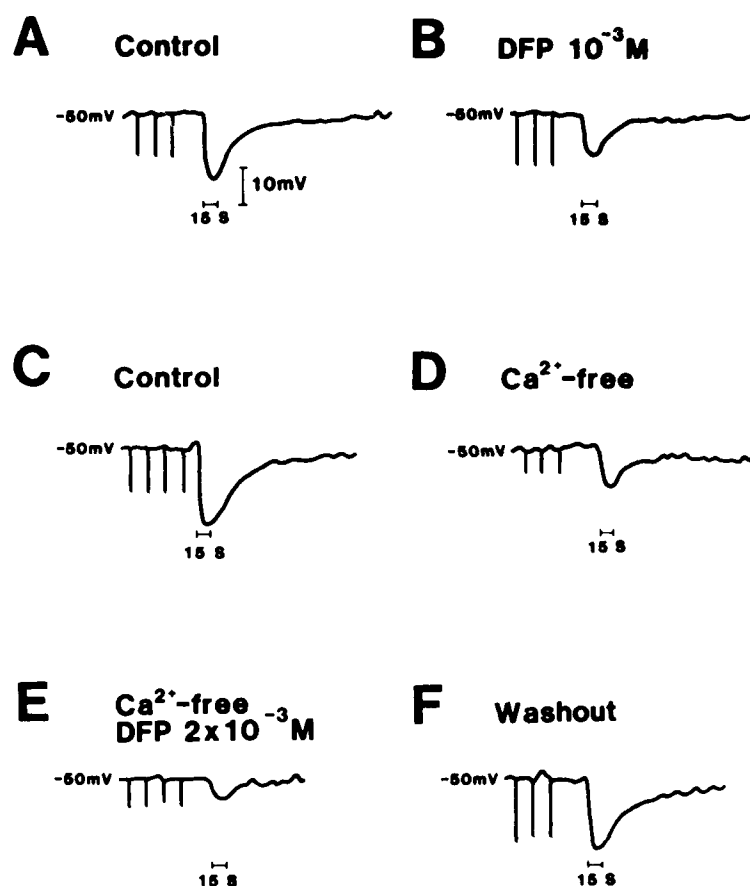 A Control
-50mV
10mV
15 S
B DFP 10⁻³M
-50mV
15 S
C Control
-50mV
15 S
D Ca²⁺-free
-50mV
15 S
E Ca²⁺-free
DFP 2x10⁻³M
-50mV
15 S
F Washout
-50mV
15 S